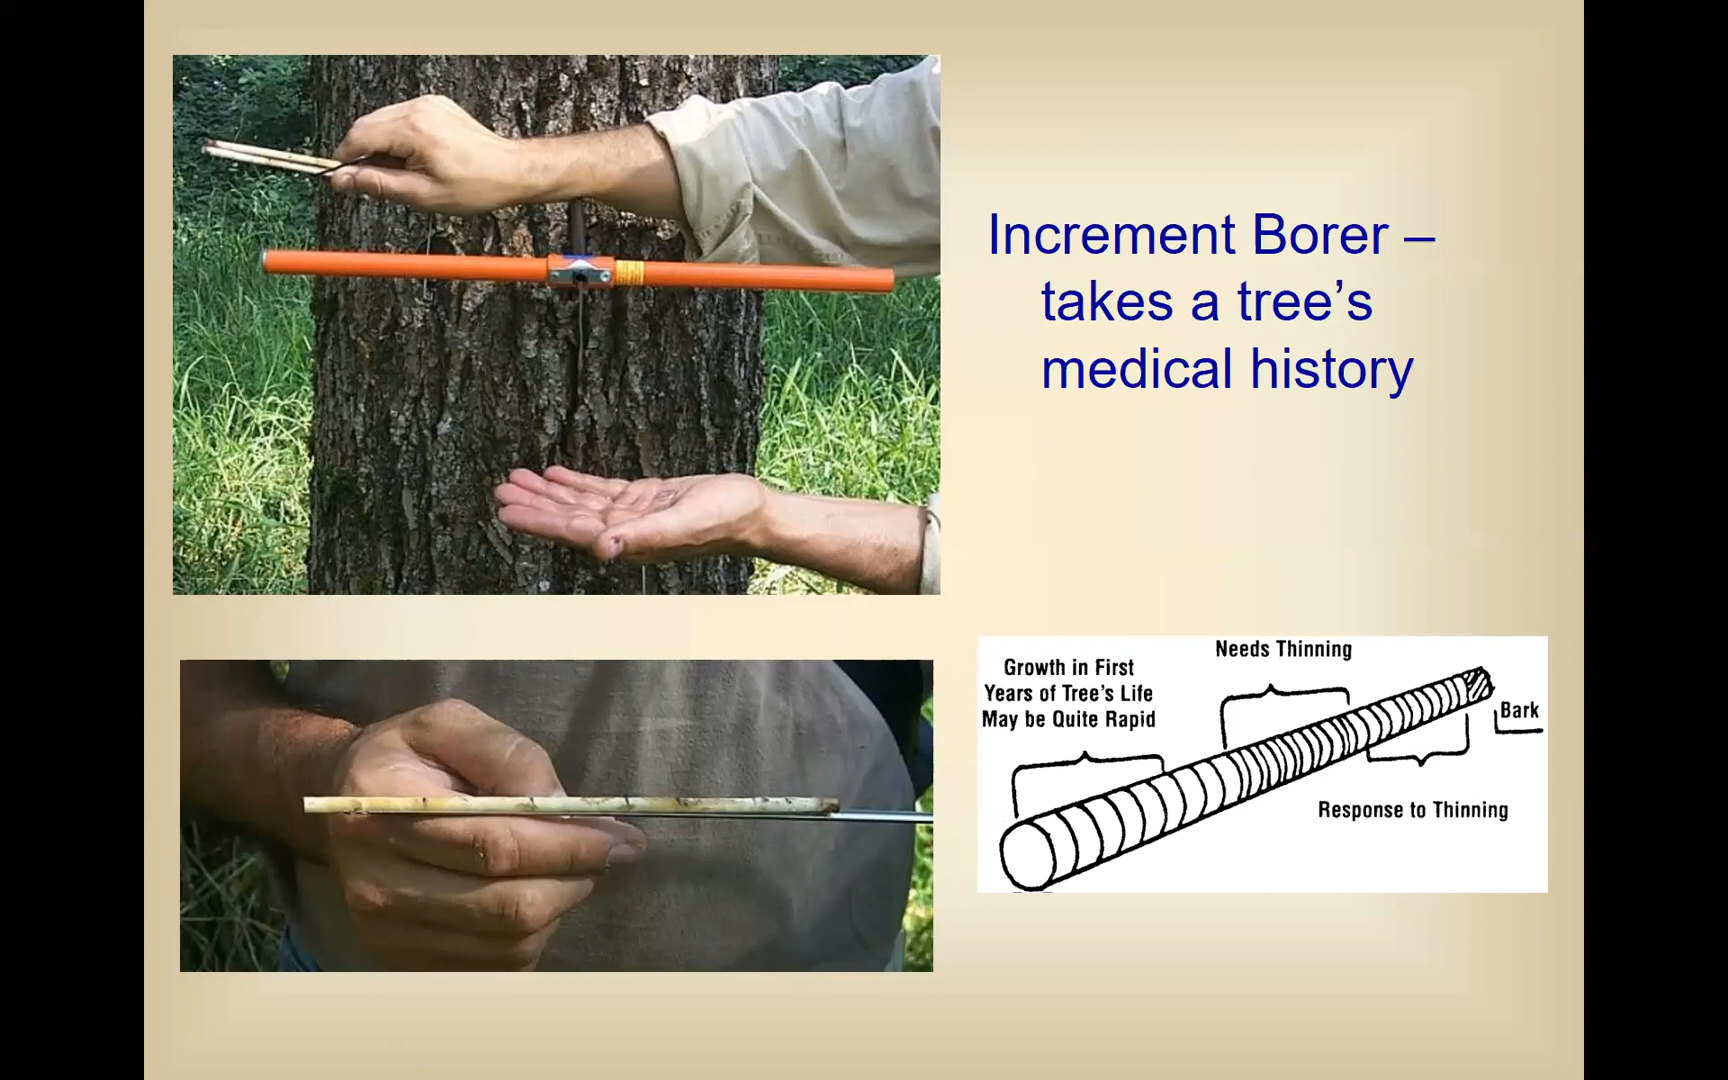 Increment Borer –
takes a tree’s
medical history
Needs Thinning
Growth in First
Years of Tree’s Life
May be Quite Rapid
Bark
Response to Thinning